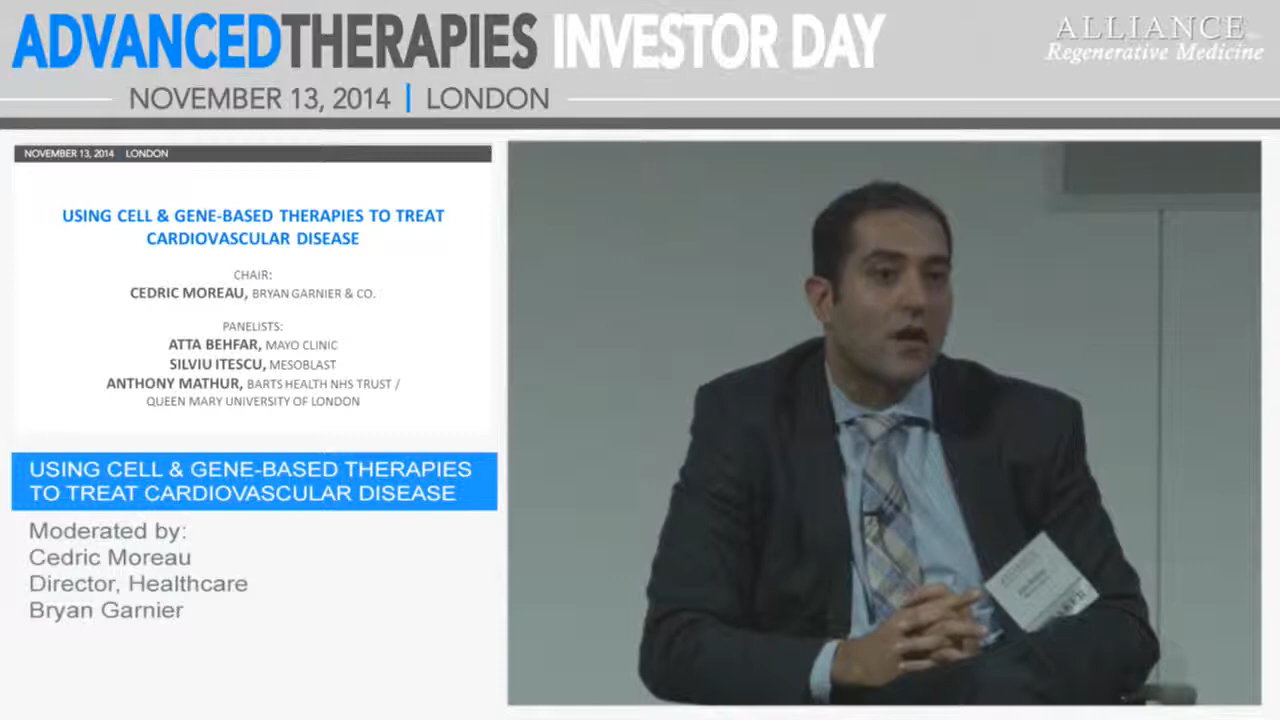 ADVANCEDTHERAPIES INVESTOR DAY
NOVEMBER 13, 2014 | LONDON
ALLIANCE
Regenerative Medicine
NOVEMBER 13, 2014 | LONDON
USING CELL & GENE-BASED THERAPIES TO TREAT
CARDIOVASCULAR DISEASE
CHAIR:
CEDRIC MOREAU, BRYAN GARNIER & CO.
PANELISTS:
ATTA BEHFAR, MAYO CLINIC
SILVIU ITESCU, MESOBLAST
ANTHONY MATHUR, BARTS HEALTH NHS TRUST /
QUEEN MARY UNIVERSITY OF LONDON
USING CELL & GENE-BASED THERAPIES
TO TREAT CARDIOVASCULAR DISEASE
Moderated by:
Cedric Moreau
Director, Healthcare
Bryan Garnier